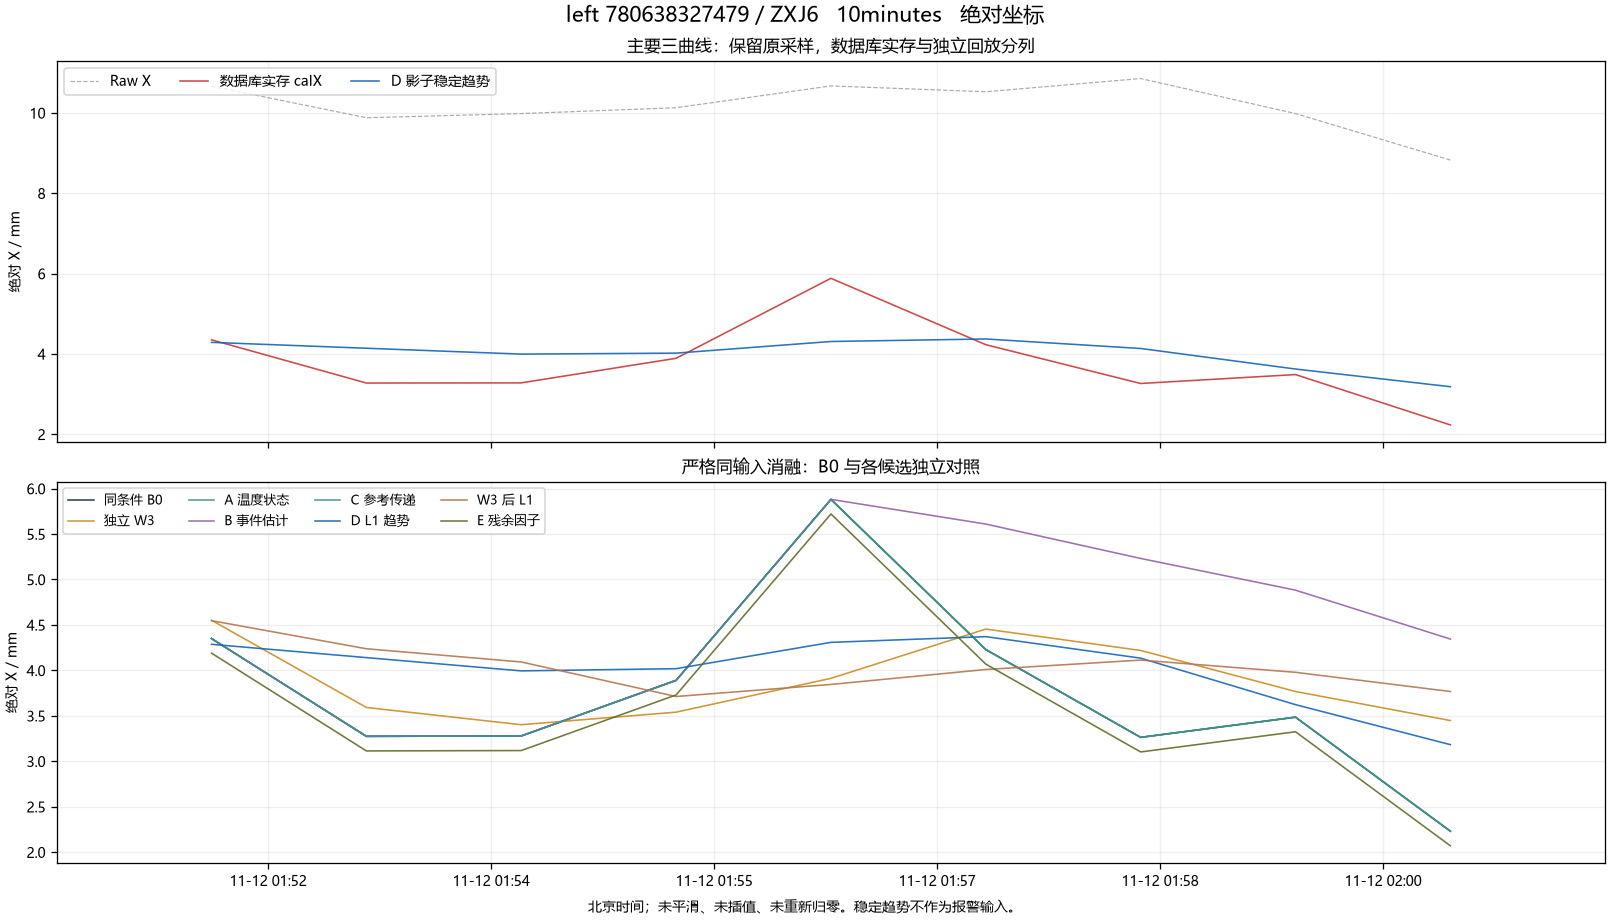 left 780638327479 / ZXJ6   10minutes   绝对坐标
主要三曲线：保留原采样，数据库实存与独立回放分列
Raw X
数据库实存 calX
D 影子稳定趋势
10
8
6
4
2
绝对 X / mm
严格同输入消融：B0 与各候选独立对照
同条件 B0
A 温度状态
C 参考传递
W3 后 L1
独立 W3
B 事件估计
D L1 趋势
E 残余因子
6.0
5.5
5.0
4.5
4.0
3.5
3.0
2.5
2.0
绝对 X / mm
11-12 01:52
11-12 01:54
11-12 01:55
11-12 01:57
11-12 01:58
11-12 02:00
北京时间；未平滑、未插值、未重新归零。稳定趋势不作为报警输入。